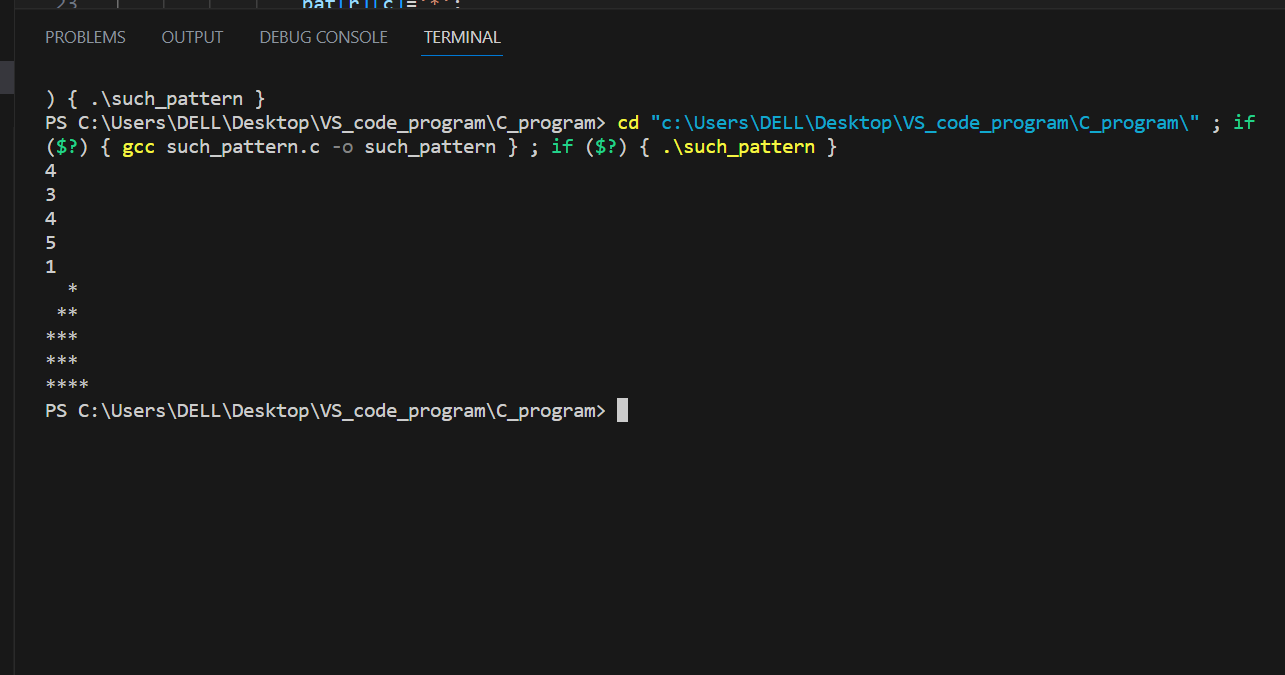 23 pat[r][c]='*';
PROBLEMS OUTPUT DEBUG CONSOLE TERMINAL
) { .\such_pattern }
PS C:\Users\DELL\Desktop\VS_code_program\C_program> cd "c:\Users\DELL\Desktop\VS_code_program\C_program\" ; if
($?) { gcc such_pattern.c -o such_pattern } ; if ($?) { .\such_pattern }
4
3
4
5
1
  *
 **
***
***
****
PS C:\Users\DELL\Desktop\VS_code_program\C_program>